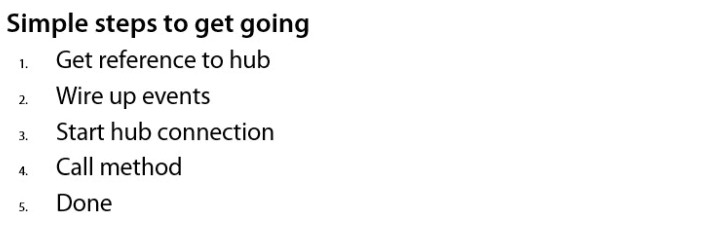 Simple steps to get going
1. Get reference to hub
2. Wire up events
3. Start hub connection
4. Call method
5. Done